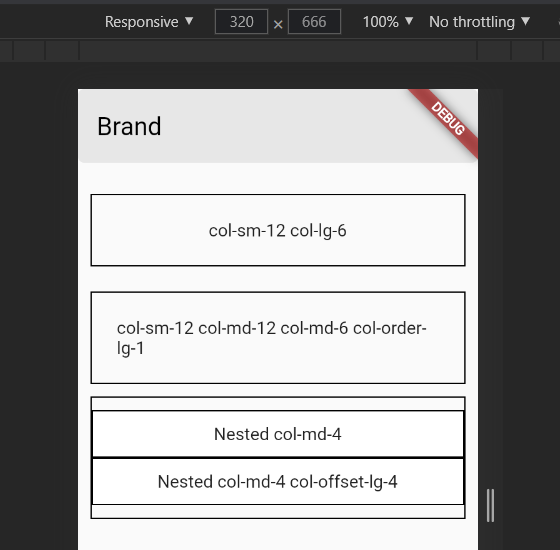 Responsive ▼ 320 × 666 100% ▼ No throttling ▼
Brand
DEBUG
col-sm-12 col-lg-6
col-sm-12 col-md-12 col-md-6 col-order-
lg-1
Nested col-md-4
Nested col-md-4 col-offset-lg-4